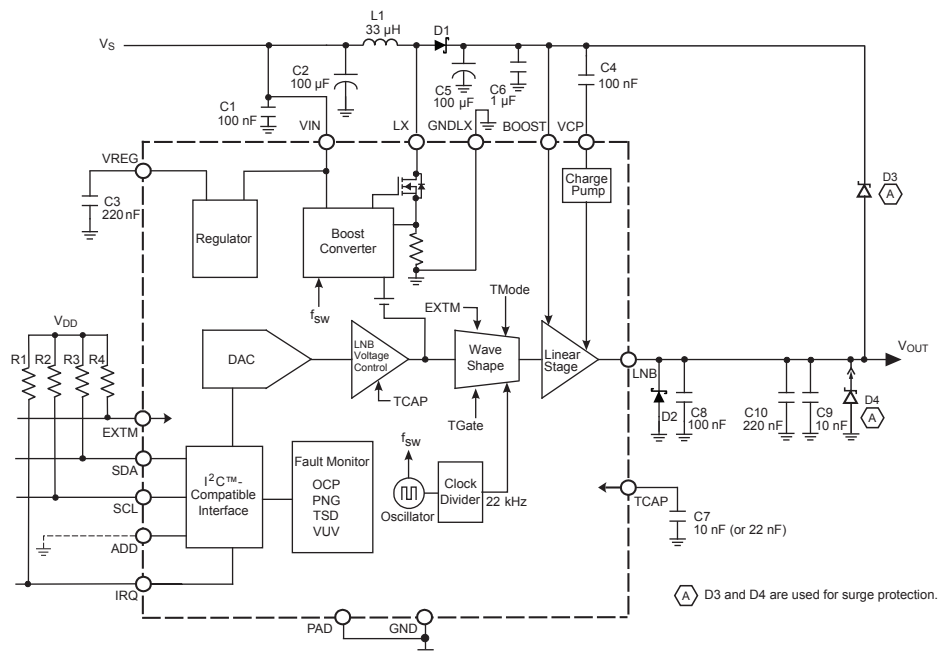 L1
33 µH
D1
VS
C2
100 µF
C1
100 nF
C5
100 µF
C6
1 µF
C4
100 nF
VIN
LX
GNDLX
BOOST
VCP
VREG
C3
220 nF
Regulator
Boost
Converter
Charge
Pump
D3
A
fsw
TMode
EXTM
VDD
R1
R2
R3
R4
DAC
LNB
Voltage
Control
Wave
Shape
Linear
Stage
LNB
VOUT
TCAP
TGate
D2
C8
100 nF
C10
220 nF
C9
10 nF
D4
A
EXTM
SDA
SCL
ADD
IRQ
I2C™-
Compatible
Interface
Fault Monitor
OCP
PNG
TSD
VUV
fsw
Oscillator
Clock
Divider
22 kHz
TCAP
C7
10 nF (or 22 nF)
PAD
GND
A D3 and D4 are used for surge protection.